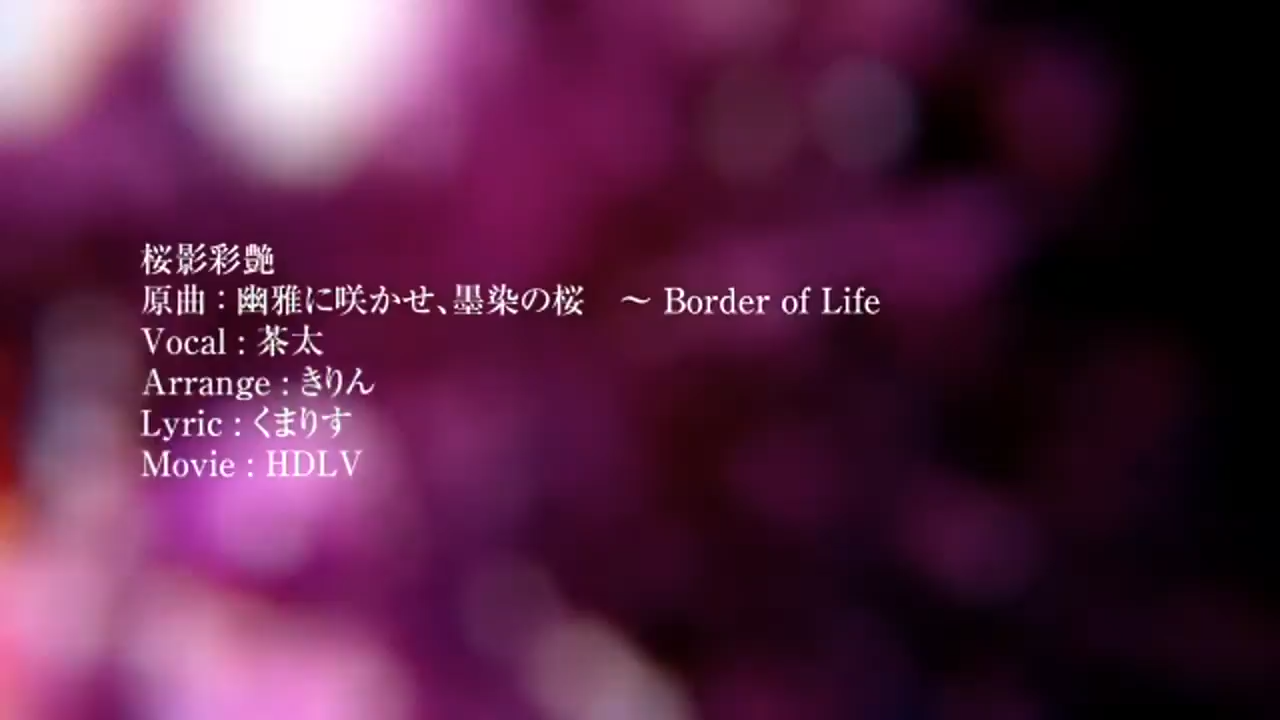 桜影彩艶
原曲 : 幽雅に咲かせ、墨染の桜　～ Border of Life
Vocal : 茶太
Arrange : きりん
Lyric : くまりす
Movie : HDLV